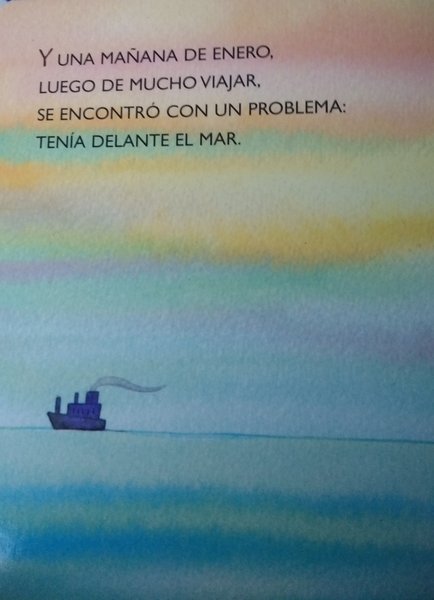 Y UNA MAÑANA DE ENERO,
LUEGO DE MUCHO VIAJAR,
SE ENCONTRÓ CON UN PROBLEMA:
TENÍA DELANTE EL MAR.